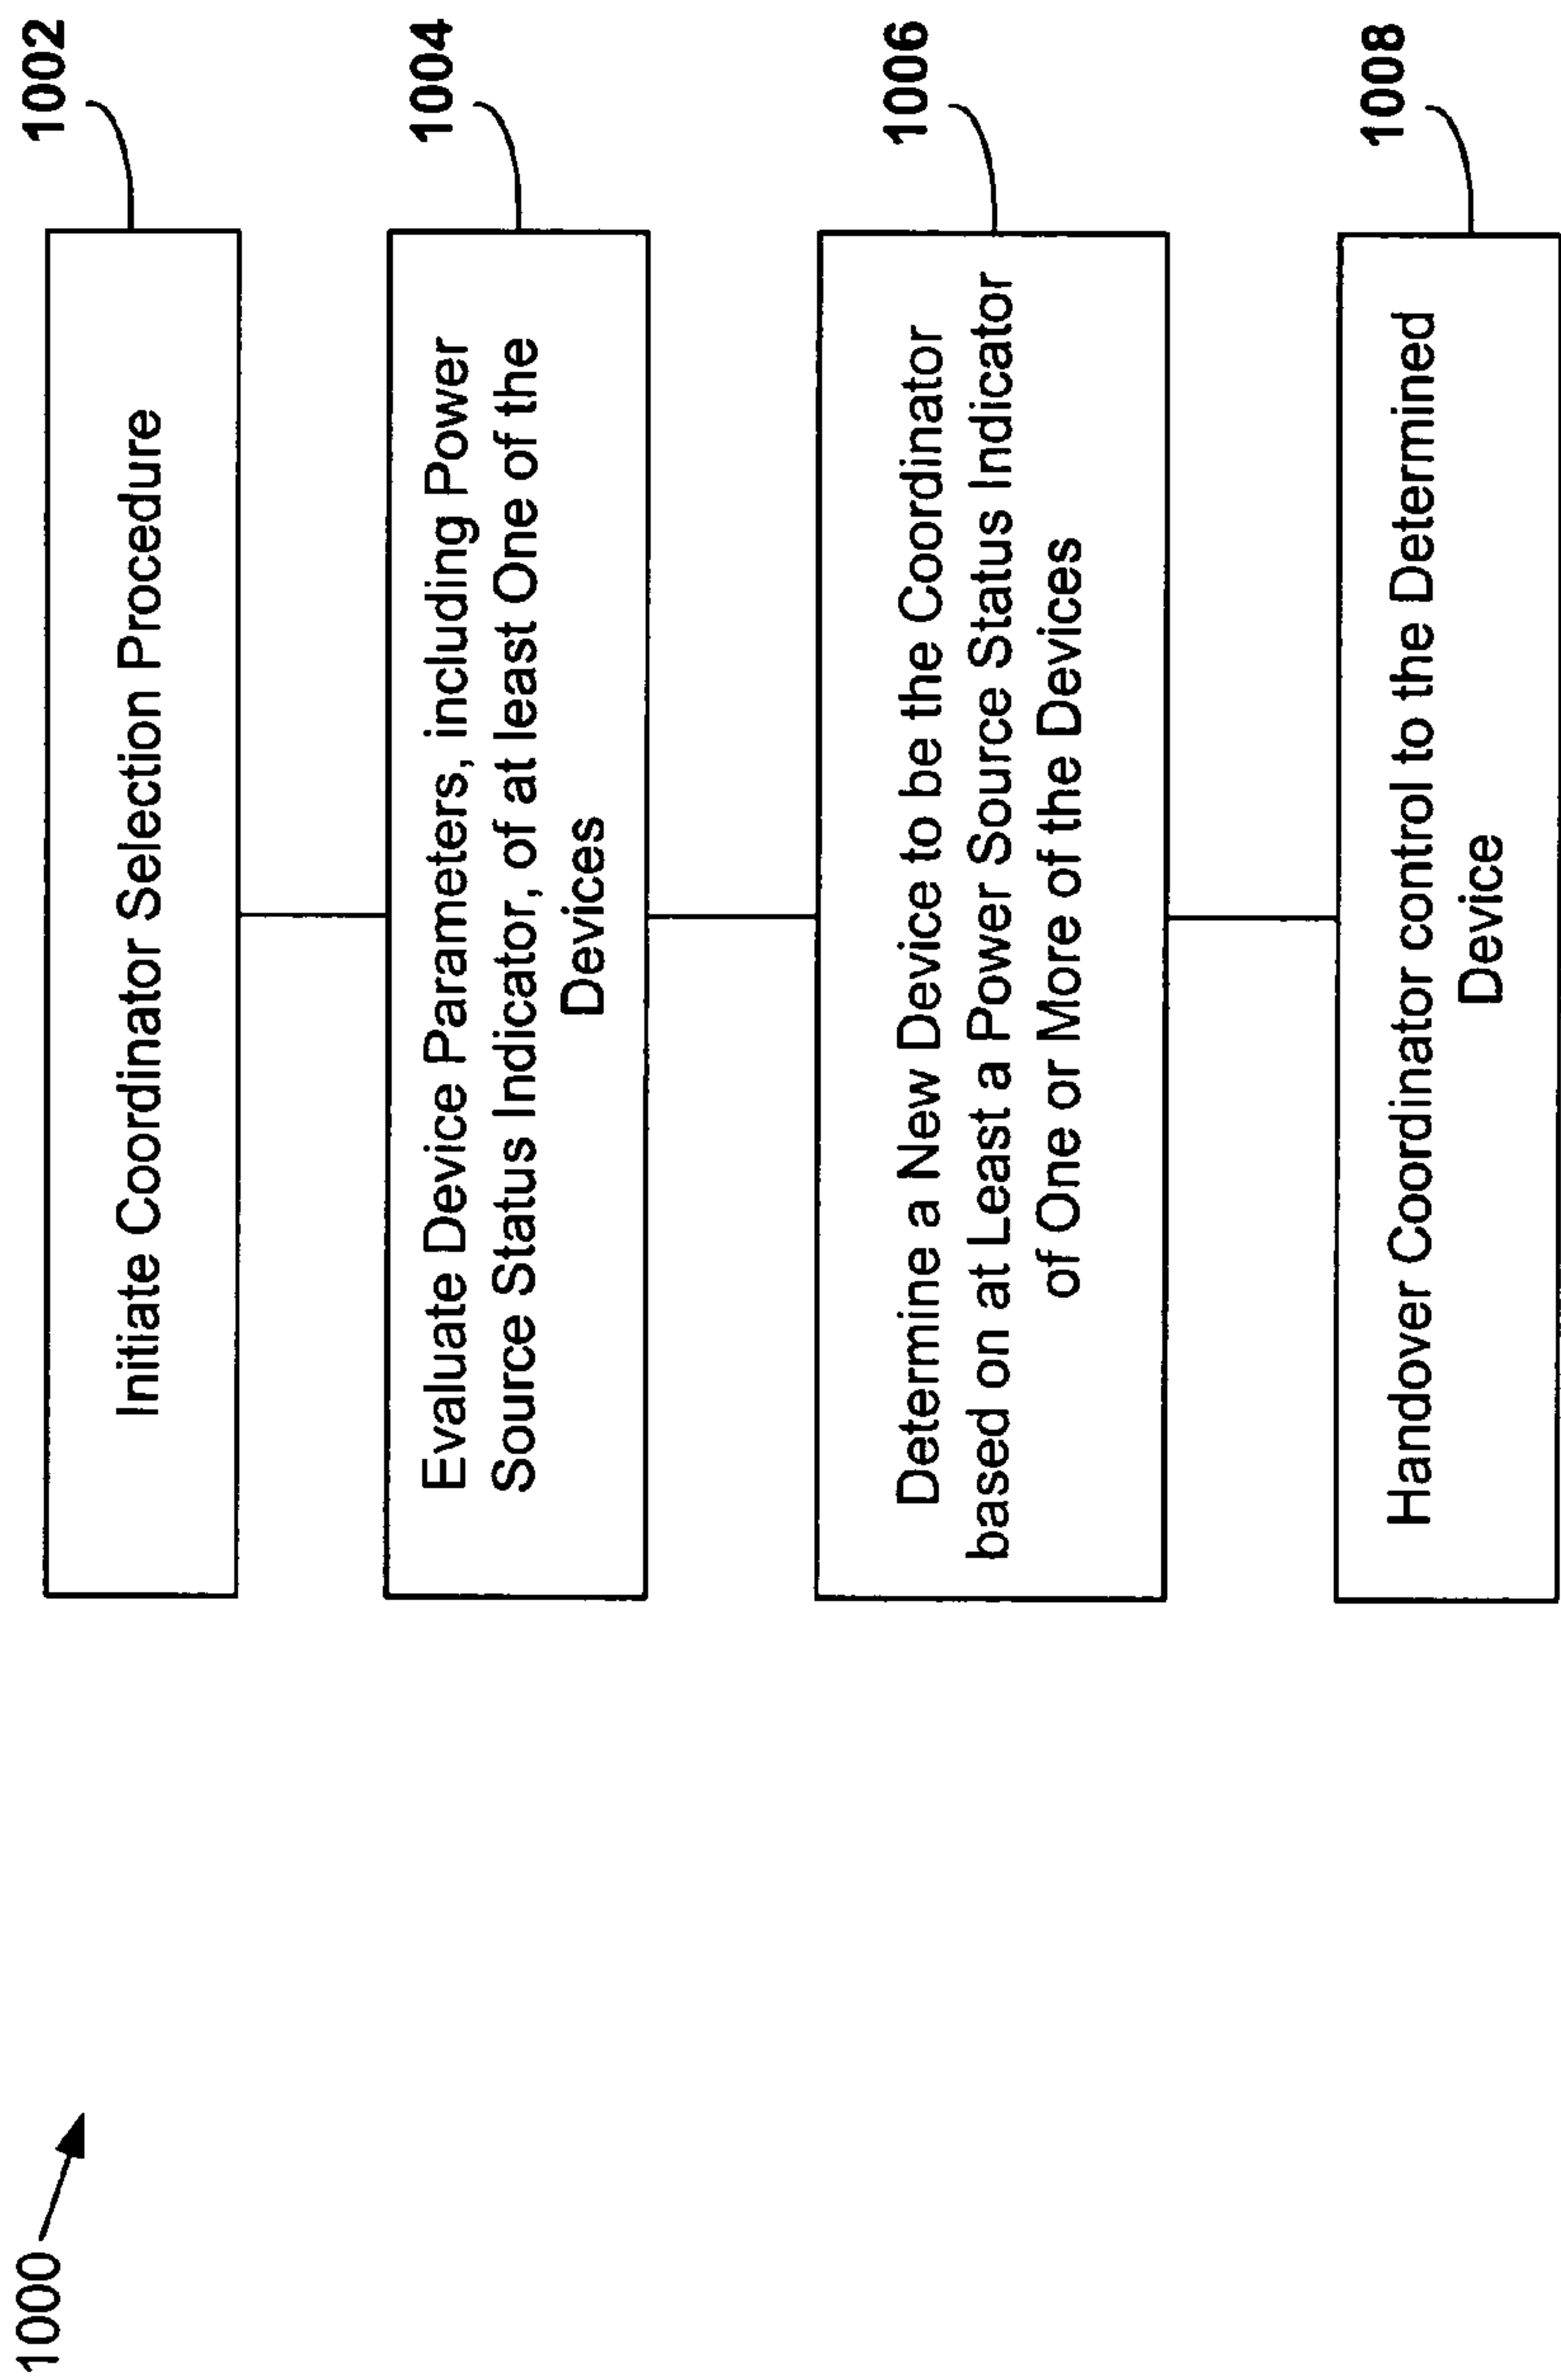 1000
1002
Initiate Coordinator Selection Procedure
1004
Evaluate Device Parameters, including Power
Source Status Indicator, of at least One of the
Devices
1006
Determine a New Device to be the Coordinator
based on at Least a Power Source Status Indicator
of One or More of the Devices
1008
Handover Coordinator control to the Determined
Device